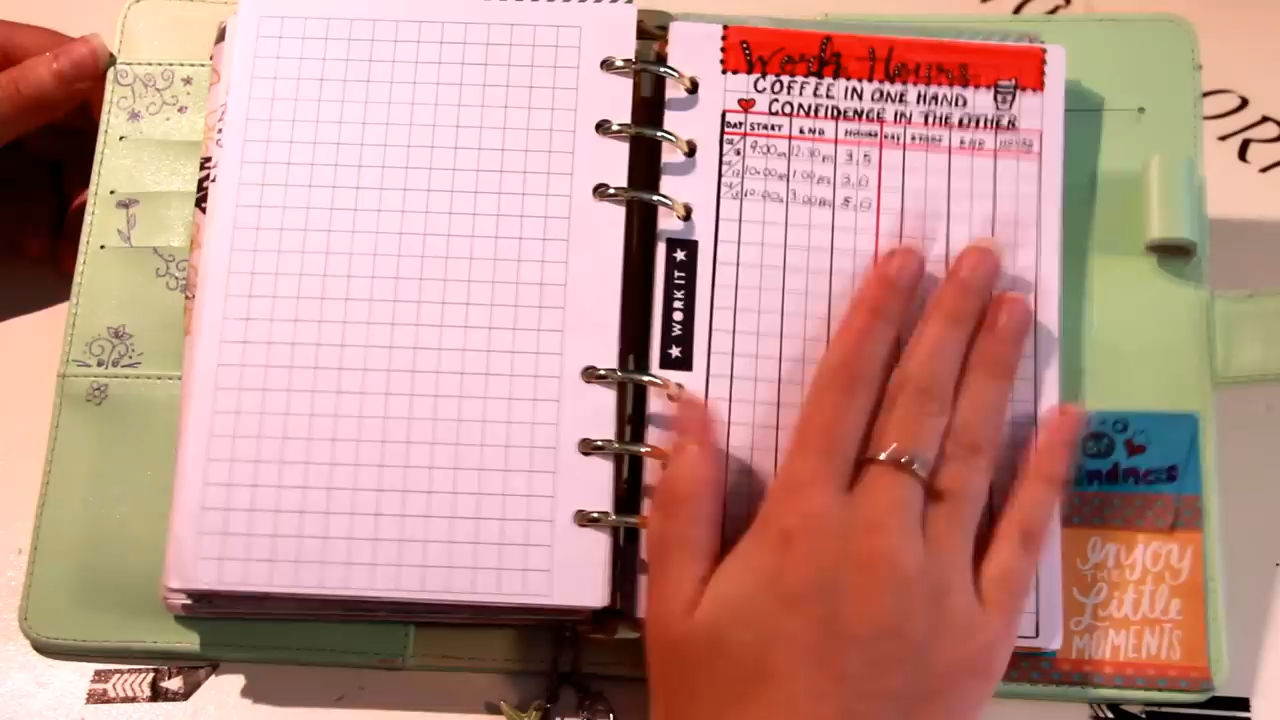 Work Hours
COFFEE IN ONE HAND
CONFIDENCE IN THE OTHER
DAY START END HOURS DAY START END HOURS
9:00am 12:30pm 3.5
10:00am 1:00pm 3.0
10:00am 3:00pm 5.0
WORK IT
indness
enjoy
THE
Little
MOMENTS